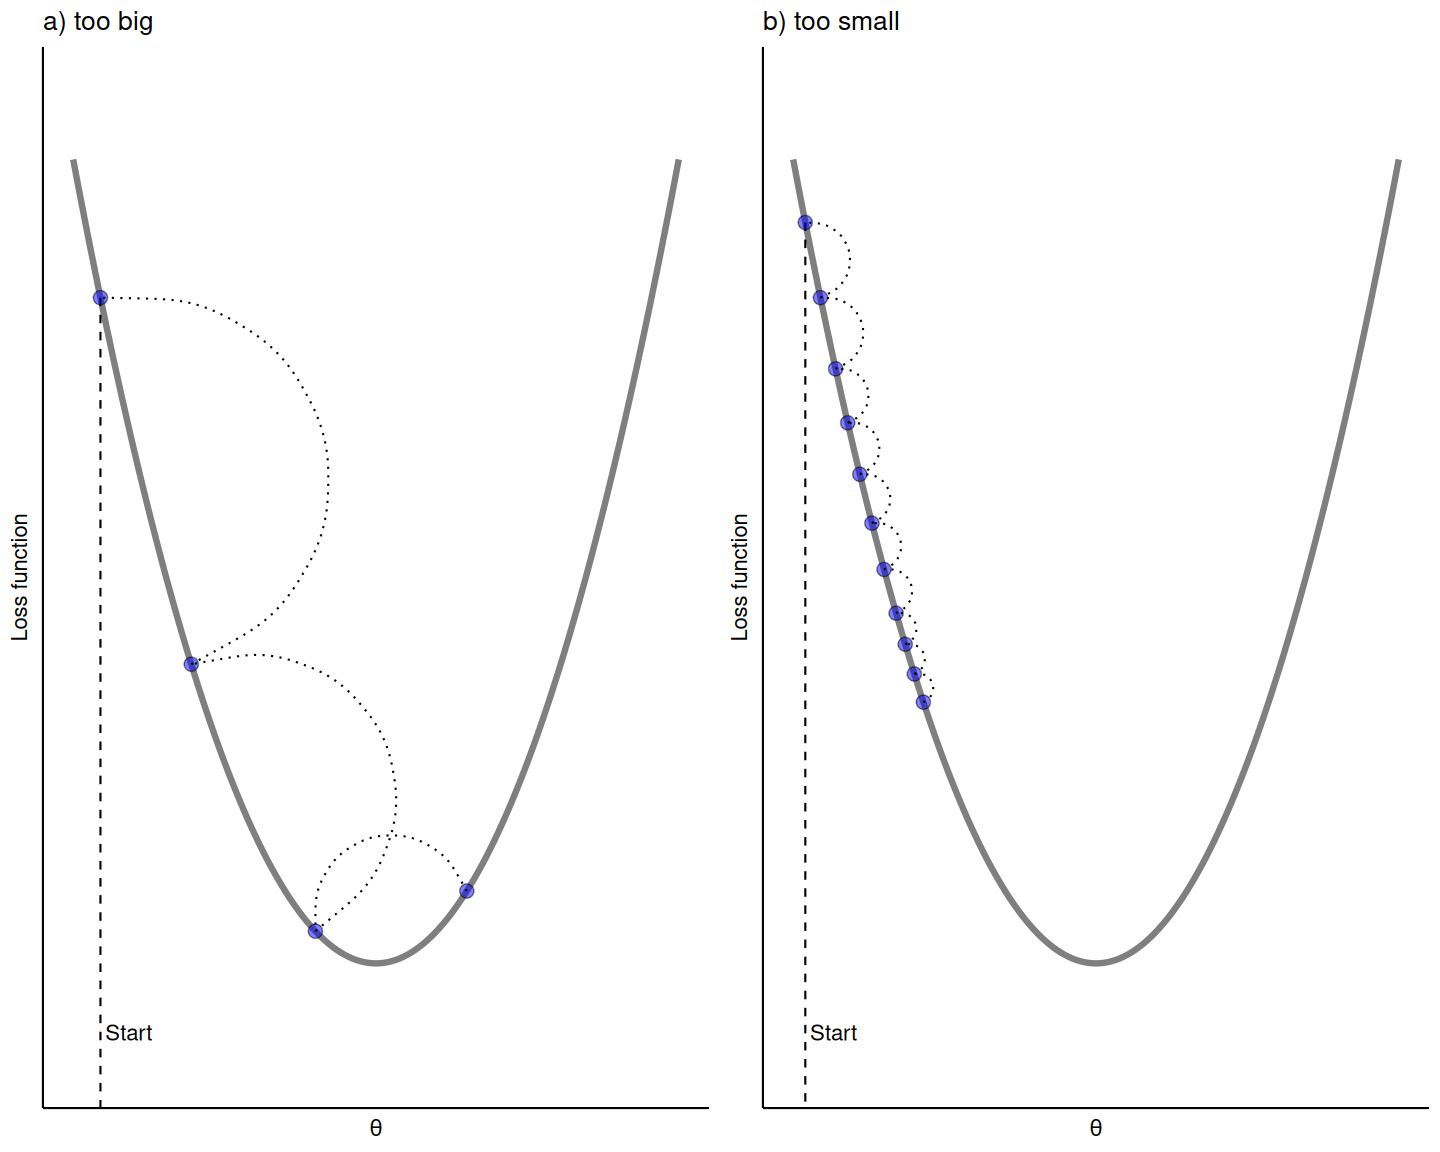 a) too big
Loss function
Start
θ
b) too small
Loss function
Start
θ